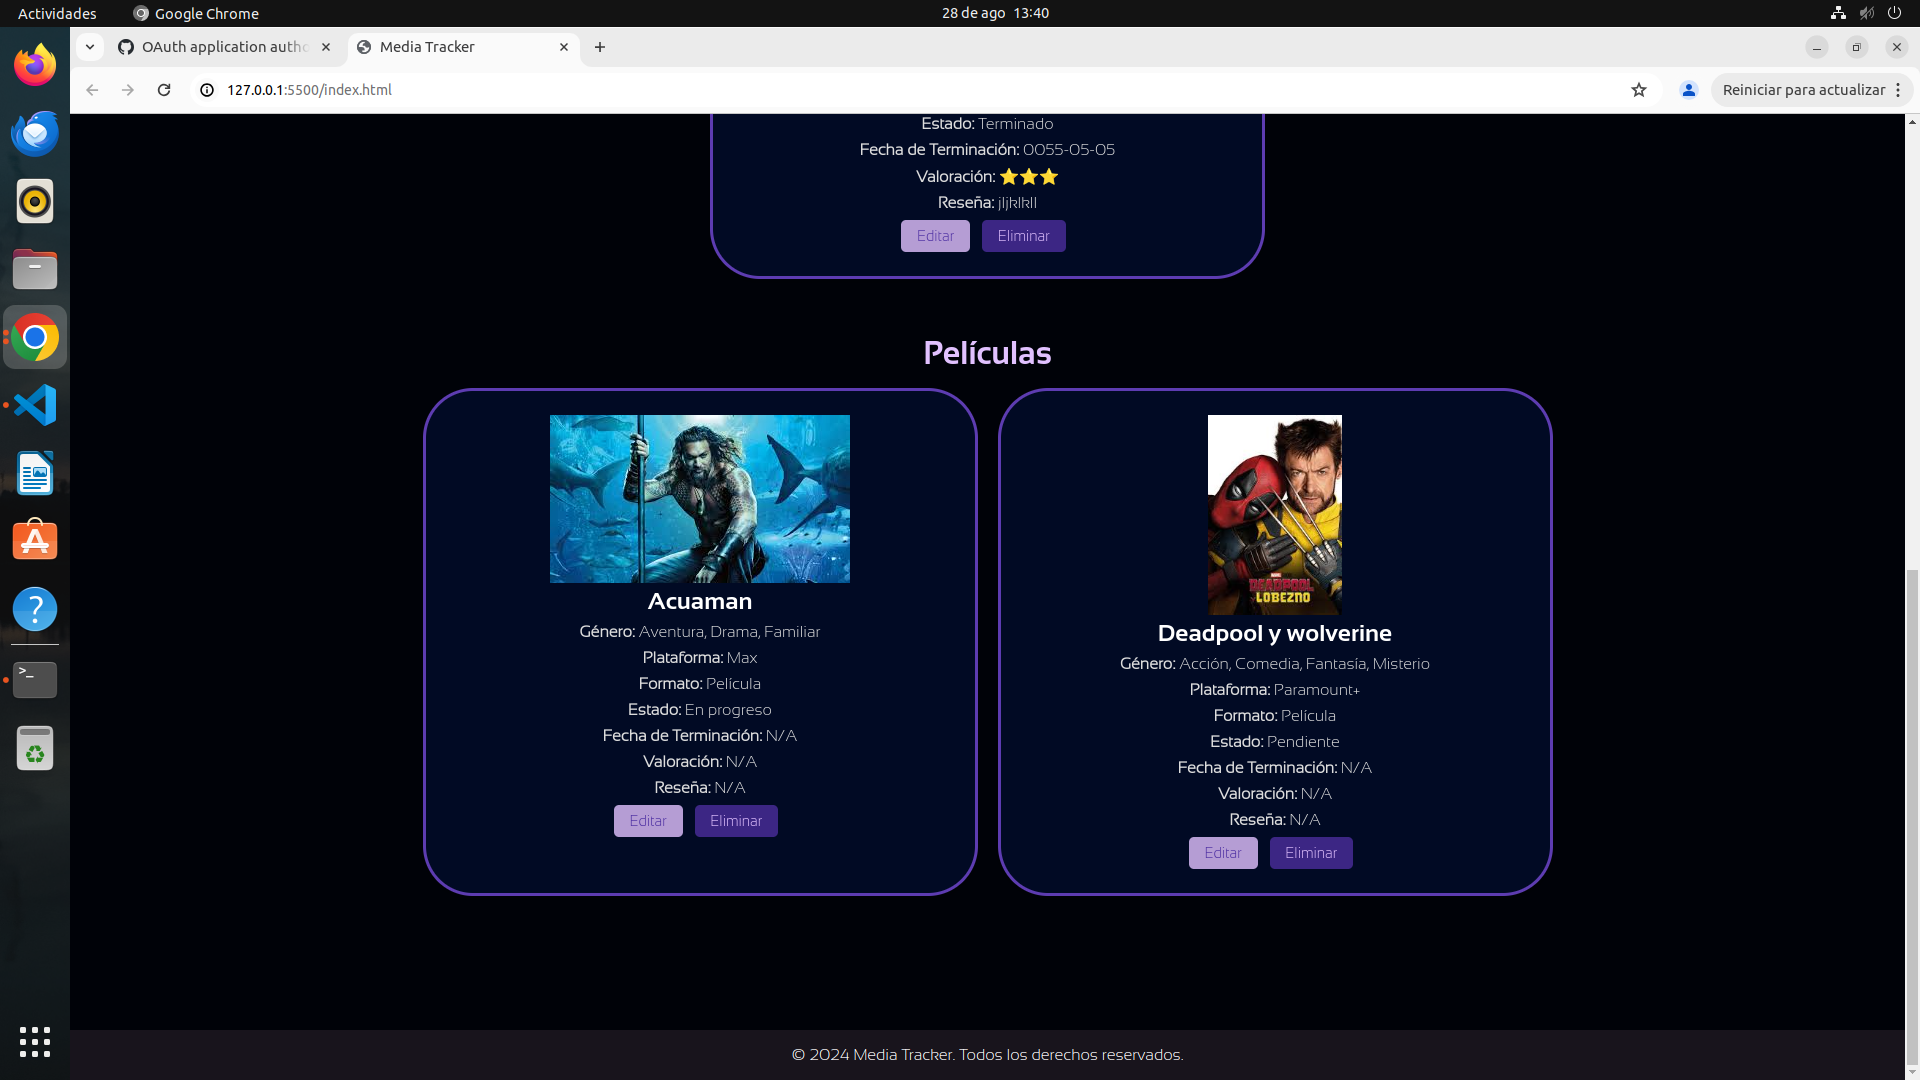 Actividades
Google Chrome
28 de ago 13:40
OAuth application autho
Media Tracker
127.0.0.1:5500/index.html
Reiniciar para actualizar
Estado: Terminado
Fecha de Terminación: 0055-05-05
Valoración: ⭐⭐⭐
Reseña: jljklkll
Editar
Eliminar
Películas
Acuaman
Género: Aventura, Drama, Familiar
Plataforma: Max
Formato: Película
Estado: En progreso
Fecha de Terminación: N/A
Valoración: N/A
Reseña: N/A
Editar
Eliminar
DEADPOOL
LOBEZNO
Deadpool y wolverine
Género: Acción, Comedia, Fantasía, Misterio
Plataforma: Paramount+
Formato: Película
Estado: Pendiente
Fecha de Terminación: N/A
Valoración: N/A
Reseña: N/A
Editar
Eliminar
© 2024 Media Tracker. Todos los derechos reservados.